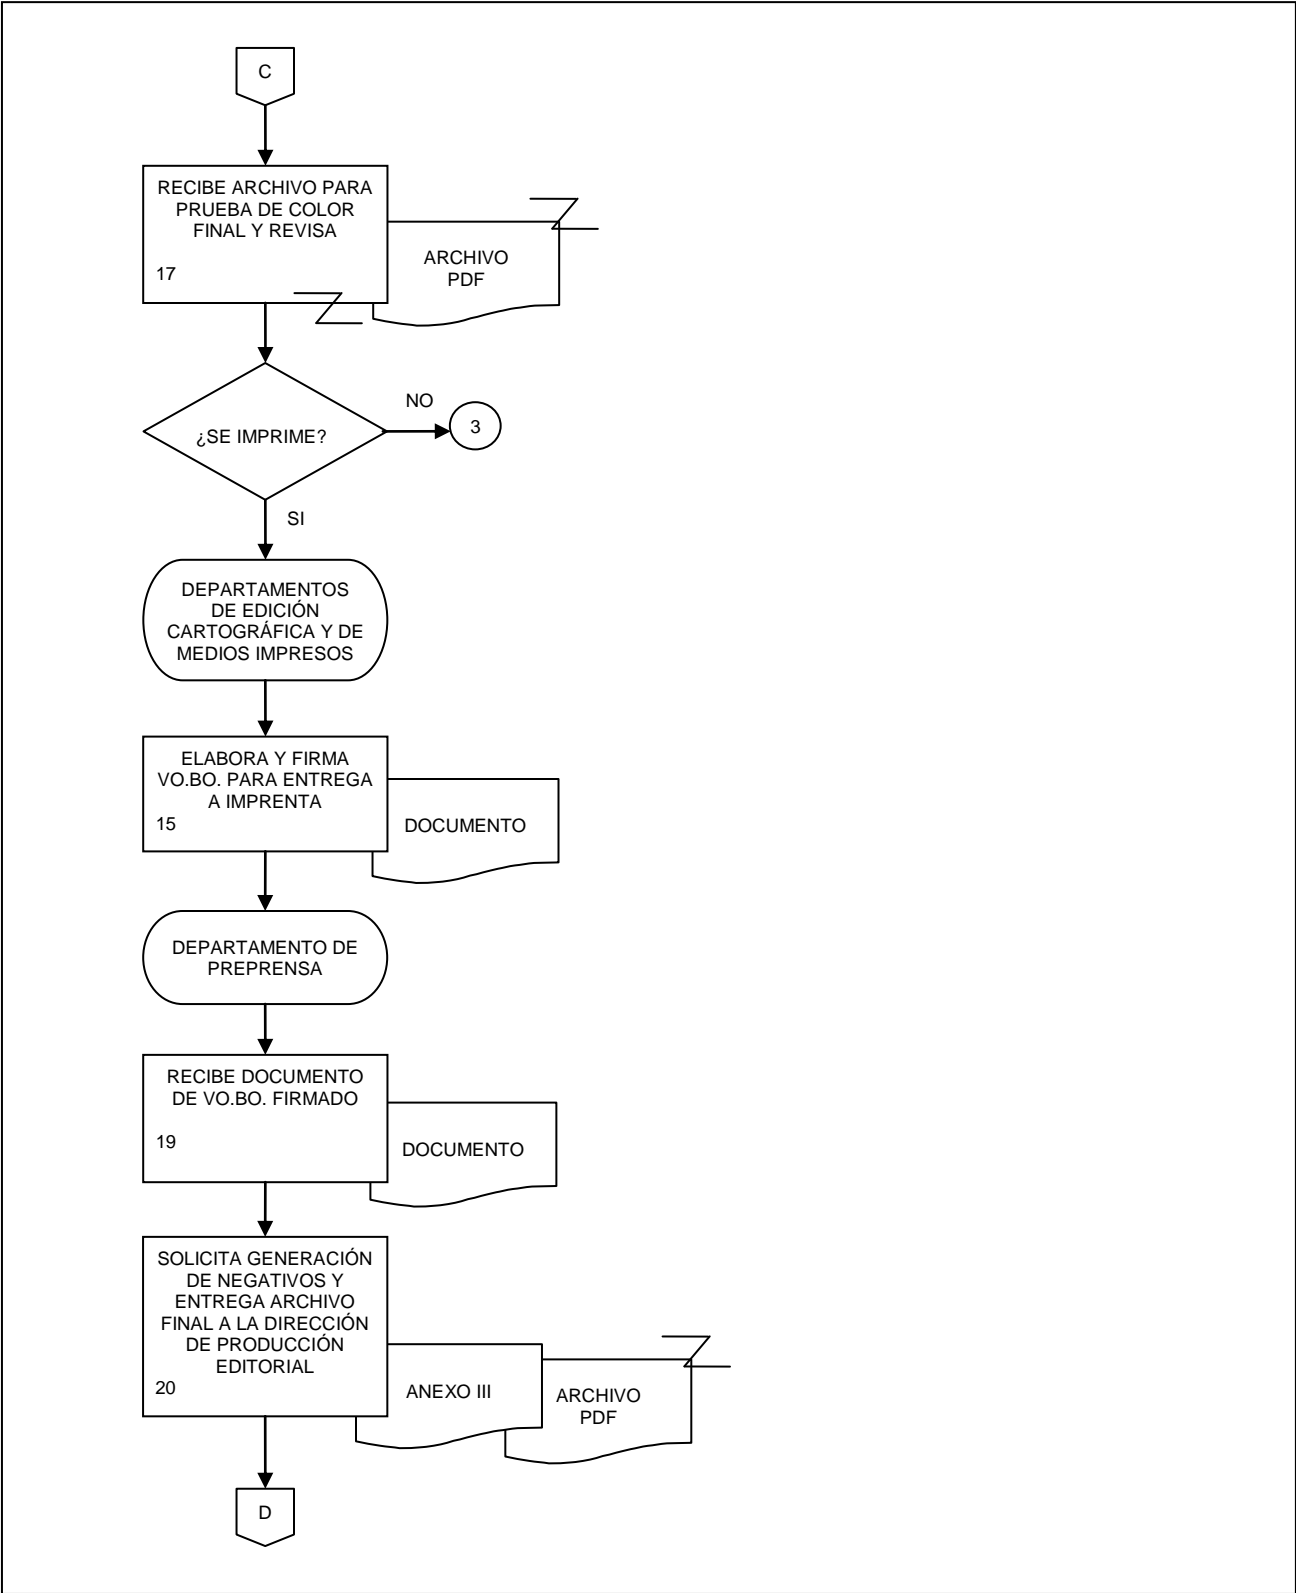 C
RECIBE ARCHIVO PARA
PRUEBA DE COLOR
FINAL Y REVISA
17
ARCHIVO
PDF
¿SE IMPRIME?
NO
3
SI
DEPARTAMENTOS
DE EDICIÓN
CARTOGRÁFICA Y DE
MEDIOS IMPRESOS
ELABORA Y FIRMA
VO.BO. PARA ENTREGA
A IMPRENTA
15
DOCUMENTO
DEPARTAMENTO DE
PREPRENSA
RECIBE DOCUMENTO
DE VO.BO. FIRMADO
19
DOCUMENTO
SOLICITA GENERACIÓN
DE NEGATIVOS Y
ENTREGA ARCHIVO
FINAL A LA DIRECCIÓN
DE PRODUCCIÓN
EDITORIAL
20
ANEXO III
ARCHIVO
PDF
D